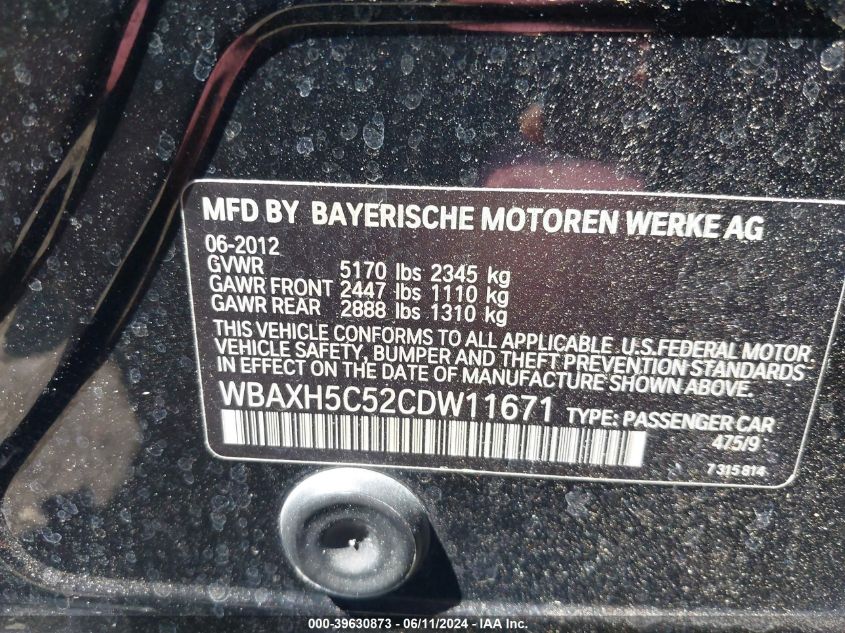 MFD BY BAYERISCHE MOTOREN WERKE AG
06-2012
GVWR 5170 lbs 2345 kg
GAWR FRONT 2447 lbs 1110 kg
GAWR REAR 2888 lbs 1310 kg
THIS VEHICLE CONFORMS TO ALL APPLICABLE U.S.FEDERAL MOTOR
VEHICLE SAFETY, BUMPER AND THEFT PREVENTION STANDARDS
IN EFFECT ON THE DATE OF MANUFACTURE SHOWN ABOVE.
WBAXH5C52CDW11671 TYPE: PASSENGER CAR
475/9
7315814
000-39630873 - 06/11/2024 - IAA Inc.